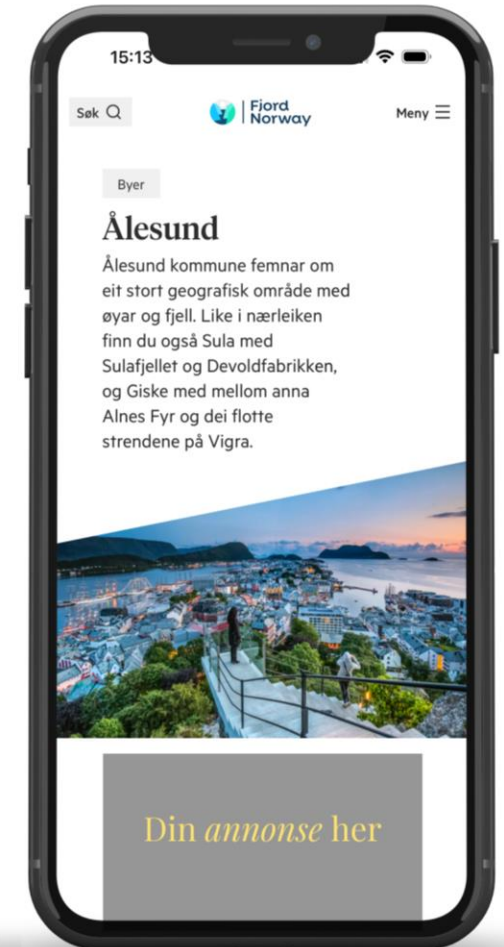 15:13
Søk
Fjord
Norway
Meny
Byer
Ålesund
Ålesund kommune femnar om
eit stort geografisk område med
øyar og fjell. Like i nærleiken
finn du også Sula med
Sulafjellet og Devoldfabrikken,
og Giske med mellom anna
Alnes Fyr og dei flotte
strendene på Vigra.
Din annonse her